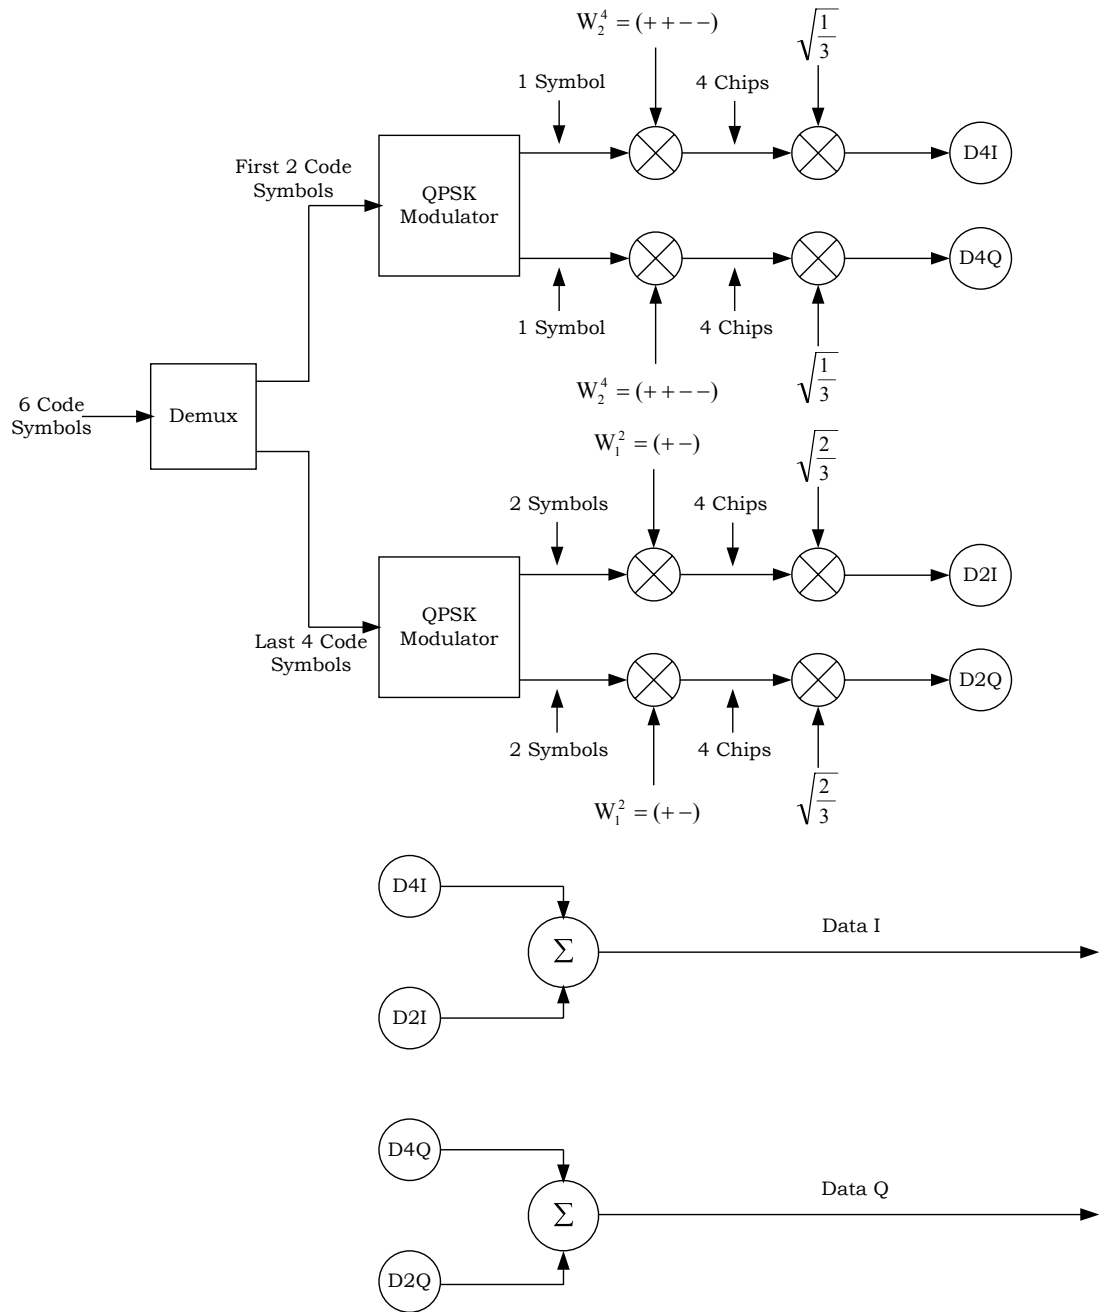 W₂⁴ = (+ + − −)
√(1/3)
1 Symbol
4 Chips
First 2 Code
Symbols
QPSK
Modulator
D4I
D4Q
1 Symbol
4 Chips
W₂⁴ = (+ + − −)
√(1/3)
6 Code
Symbols
Demux
W₁² = (+ −)
√(2/3)
2 Symbols
4 Chips
QPSK
Modulator
D2I
Last 4 Code
Symbols
D2Q
2 Symbols
4 Chips
W₁² = (+ −)
√(2/3)
D4I
Σ
Data I
D2I
D4Q
Σ
Data Q
D2Q